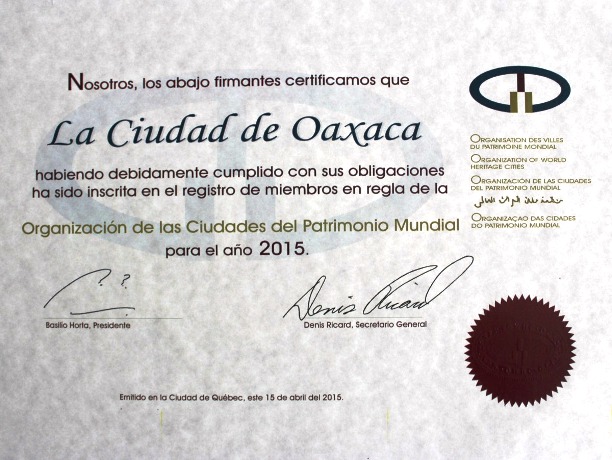 Nosotros, los abajo firmantes certificamos que
La Ciudad de Oaxaca
habiendo debidamente cumplido con sus obligaciones
ha sido inscrita en el registro de miembros en regla de la
Organización de las Ciudades del Patrimonio Mundial
para el año 2015.
Basilio Horta, Presidente
Denis Ricard
Denis Ricard, Secretario General
Emitido en la Ciudad de Québec, este 15 de abril del 2015.
Organisation des villes
du patrimoine mondial
Organization of World
Heritage Cities
Organización de las Ciudades
del Patrimonio Mundial
Organização das Cidades
do Patrimônio Mundial